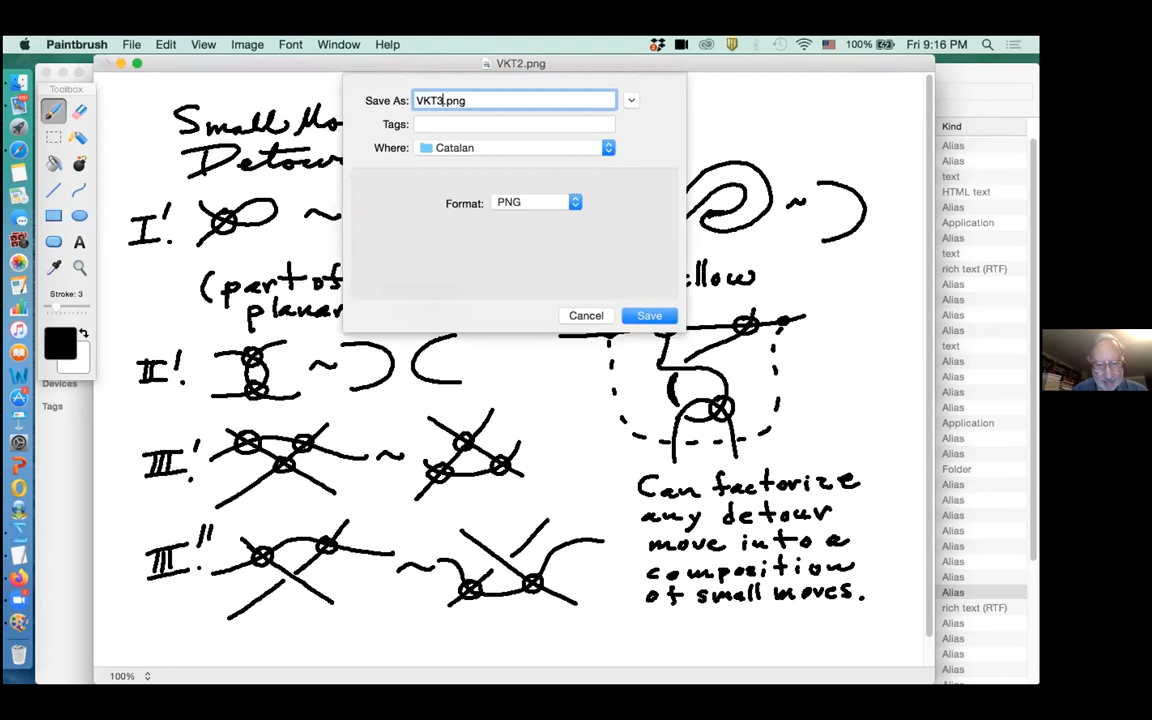 Paintbrush File Edit View Image Font Window Help 100% Fri 9:16 PM
VKT2.png
Toolbox
Save As: VKT3.png
Tags:
Where: Catalan
Format: PNG
Cancel Save
Stroke: 3
Devices
Tags
Small Mo
Detour
I'.
~
~
(part of
planar
llow
II'.
~
III'.
~
III''.
~
Can factorize
any detour
move into a
composition
of small moves.
100%
Kind
Alias
Alias
text
HTML text
Alias
Application
Alias
text
rich text (RTF)
Alias
Alias
Alias
Alias
text
Alias
Alias
Alias
Alias
Application
Alias
Alias
Folder
Alias
Alias
Alias
Alias
Alias
Alias
Alias
Alias
rich text (RTF)
Alias
Alias
Alias
Alias
Alias